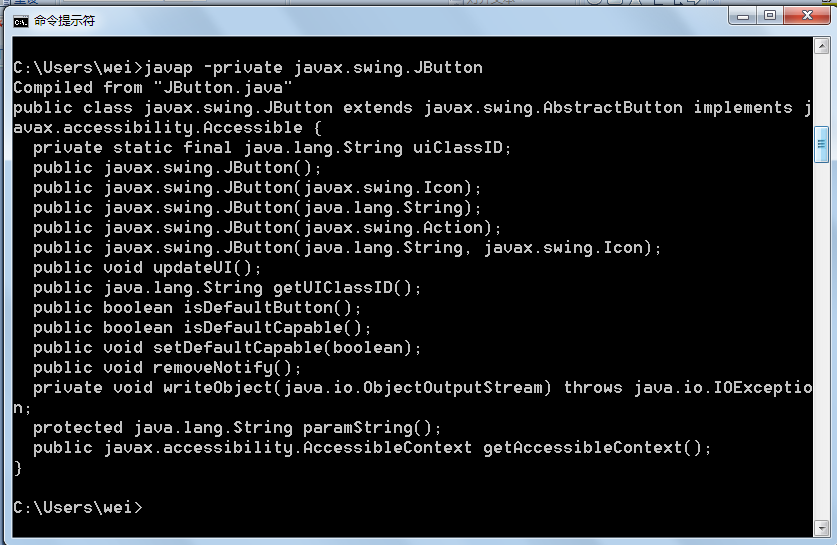 命令提示符
C:\Users\wei>javap -private javax.swing.JButton
Compiled from "JButton.java"
public class javax.swing.JButton extends javax.swing.AbstractButton implements j
avax.accessibility.Accessible {
  private static final java.lang.String uiClassID;
  public javax.swing.JButton();
  public javax.swing.JButton(javax.swing.Icon);
  public javax.swing.JButton(java.lang.String);
  public javax.swing.JButton(javax.swing.Action);
  public javax.swing.JButton(java.lang.String, javax.swing.Icon);
  public void updateUI();
  public java.lang.String getUIClassID();
  public boolean isDefaultButton();
  public boolean isDefaultCapable();
  public void setDefaultCapable(boolean);
  public void removeNotify();
  private void writeObject(java.io.ObjectOutputStream) throws java.io.IOExceptio
n;
  protected java.lang.String paramString();
  public javax.accessibility.AccessibleContext getAccessibleContext();
}
C:\Users\wei>